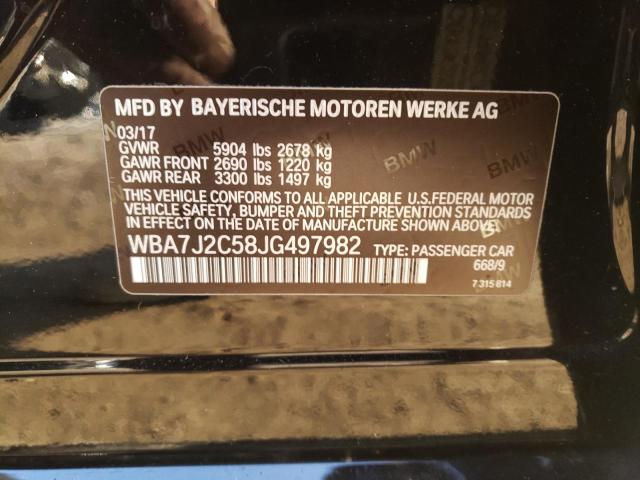 MFD BY BAYERISCHE MOTOREN WERKE AG
03/17
GVWR 5904 lbs 2678 kg
GAWR FRONT 2690 lbs 1220 kg
GAWR REAR 3300 lbs 1497 kg
THIS VEHICLE CONFORMS TO ALL APPLICABLE U.S.FEDERAL MOTOR
VEHICLE SAFETY, BUMPER AND THEFT PREVENTION STANDARDS
IN EFFECT ON THE DATE OF MANUFACTURE SHOWN ABOVE.
WBA7J2C58JG497982 TYPE: PASSENGER CAR
668/9
7 315 814
BMW
BMW
BMW